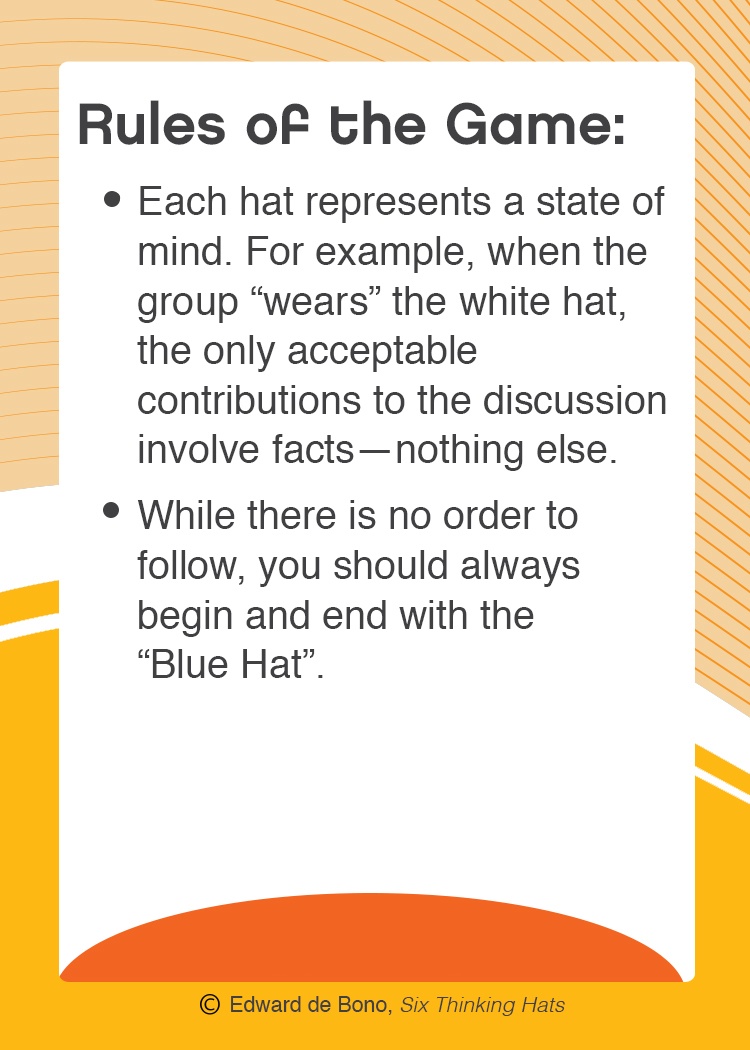 Rules of the Game:
• Each hat represents a state of
mind. For example, when the
group “wears” the white hat,
the only acceptable
contributions to the discussion
involve facts—nothing else.
• While there is no order to
follow, you should always
begin and end with the
“Blue Hat”.
© Edward de Bono, Six Thinking Hats